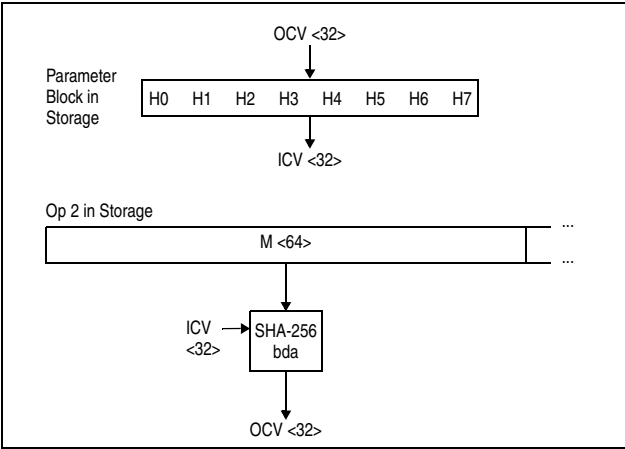 OCV <32>
Parameter
Block in
Storage
H0 H1 H2 H3 H4 H5 H6 H7
ICV <32>
Op 2 in Storage
...
M <64>
...
ICV
<32>
SHA-256
bda
OCV <32>